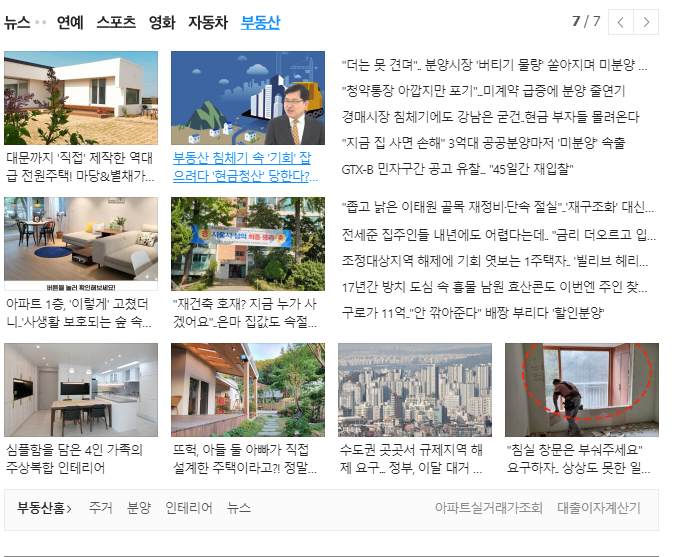 뉴스 연예 스포츠 영화 자동차 부동산
7 / 7
대문까지 '직접' 제작한 역대
급 전원주택! 마당&별채가...
부동산 침체기 속 '기회' 잡
으려다 '현금청산' 당한다?...
"더는 못 견뎌".. 분양시장 '버티기 물량' 쏟아지며 미분양 ...
"청약통장 아깝지만 포기"…미계약 급증에 분양 줄연기
경매시장 침체기에도 강남은 굳건..현금 부자들 몰려온다
"지금 집 사면 손해" 3억대 공공분양마저 '미분양' 속출
GTX-B 민자구간 공고 유찰… "45일간 재입찰"
버튼을 눌러 확인해보세요!
아파트 1층, '이렇게' 고쳤더
니..'사생활 보호되는 숲 속...
최종 통과
"재건축 호재? 지금 누가 사
겠어요"..은마 집값도 속절...
"좁고 낡은 이태원 골목 재정비·단속 절실"..'재구조화' 대신...
전세준 집주인들 내년에도 어렵다는데.. "금리 더오르고 입...
조정대상지역 해제에 기회 엿보는 1주택자.. '빌리브 헤리...
17년간 방치 도심 속 흉물 남원 효산콘도 이번엔 주인 찾...
구로가 11억.."안 깎아준다" 배짱 부리다 '할인분양'
심플함을 담은 4인 가족의
주상복합 인테리어
뜨헉, 아들 둘 아빠가 직접
설계한 주택이라고?! 정말...
수도권 곳곳서 규제지역 해
제 요구… 정부, 이달 대거 ...
"침실 창문은 부숴주세요"
요구하자.. 상상도 못한 일...
부동산홈> 주거 분양 인테리어 뉴스 아파트실거래가조회 대출이자계산기